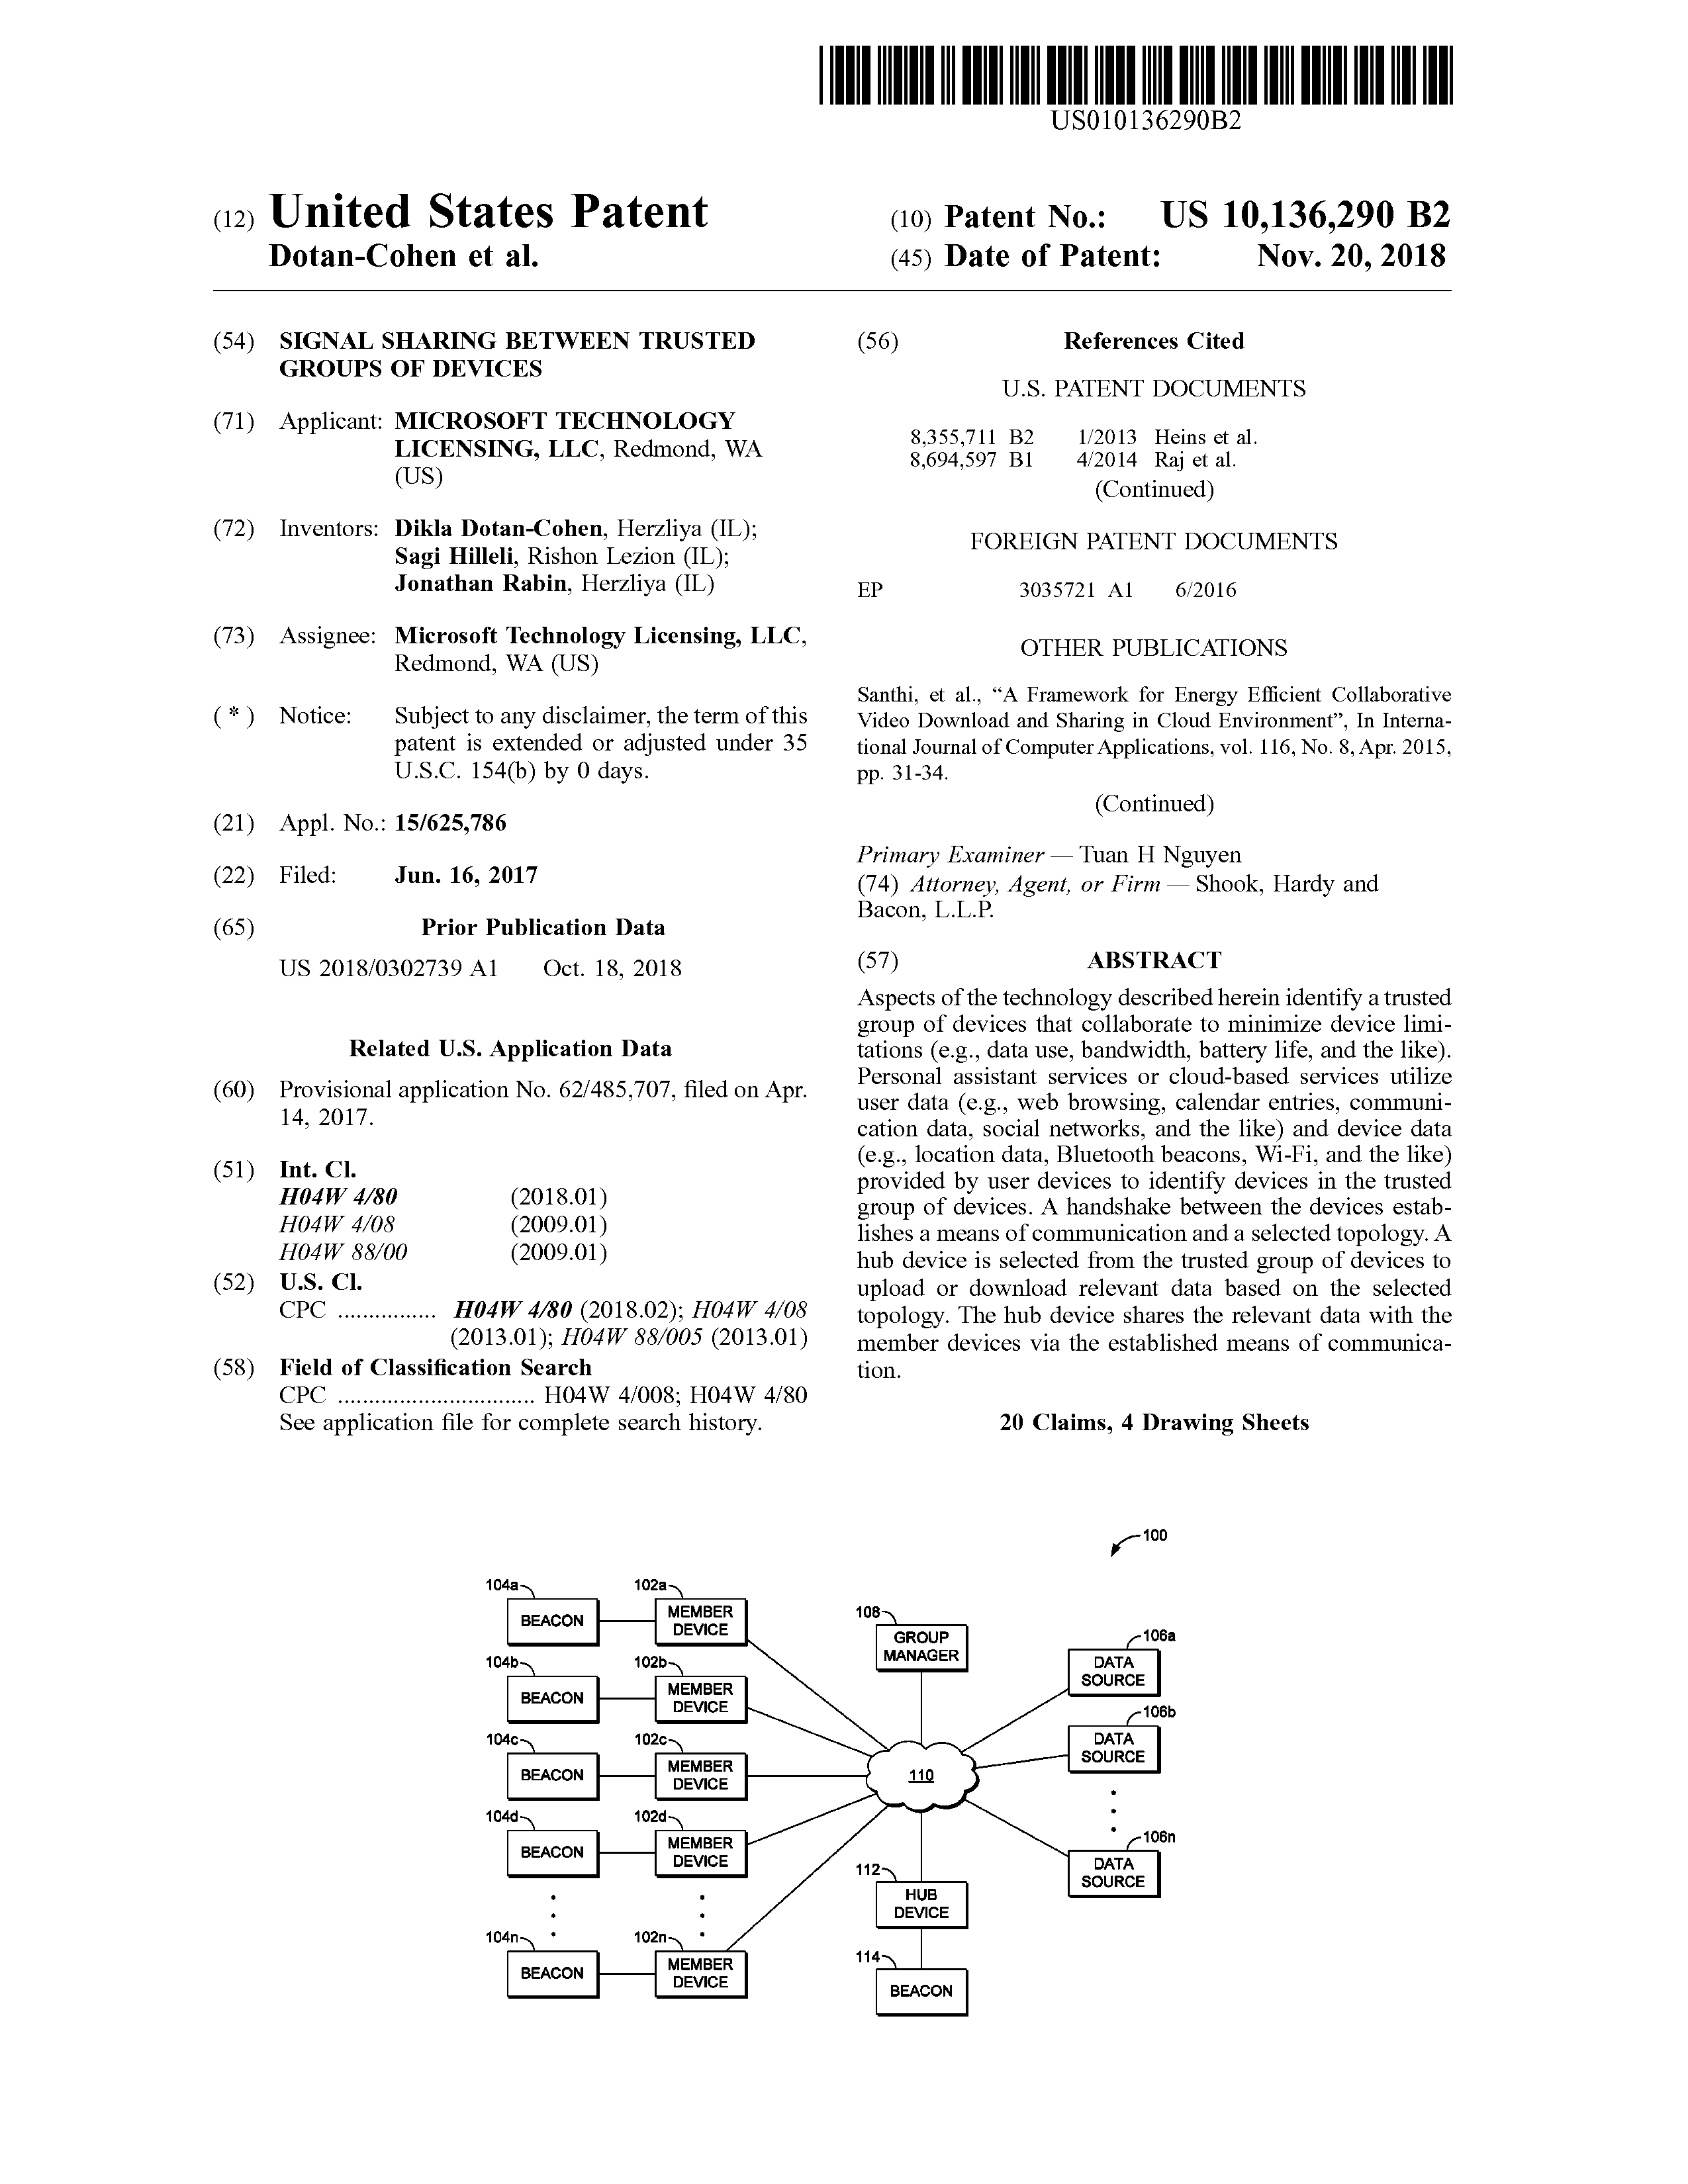 US010136290B2
(12) United States Patent
Dotan-Cohen et al.
(10) Patent No.: US 10,136,290 B2
(45) Date of Patent: Nov. 20, 2018
(54) SIGNAL SHARING BETWEEN TRUSTED
GROUPS OF DEVICES
(71) Applicant: MICROSOFT TECHNOLOGY
LICENSING, LLC, Redmond, WA
(US)
(72) Inventors: Dikla Dotan-Cohen, Herzliya (IL);
Sagi Hilleli, Rishon Lezion (IL);
Jonathan Rabin, Herzliya (IL)
(73) Assignee: Microsoft Technology Licensing, LLC,
Redmond, WA (US)
( * ) Notice: Subject to any disclaimer, the term of this
patent is extended or adjusted under 35
U.S.C. 154(b) by 0 days.
(21) Appl. No.: 15/625,786
(22) Filed: Jun. 16, 2017
(65) Prior Publication Data
US 2018/0302739 A1 Oct. 18, 2018
Related U.S. Application Data
(60) Provisional application No. 62/485,707, filed on Apr.
14, 2017.
(51) Int. Cl.
H04W 4/80 (2018.01)
H04W 4/08 (2009.01)
H04W 88/00 (2009.01)
(52) U.S. Cl.
CPC ............... H04W 4/80 (2018.02); H04W 4/08
(2013.01); H04W 88/005 (2013.01)
(58) Field of Classification Search
CPC ................................ H04W 4/008; H04W 4/80
See application file for complete search history.
(56) References Cited
U.S. PATENT DOCUMENTS
8,355,711 B2 1/2013 Heins et al.
8,694,597 B1 4/2014 Raj et al.
(Continued)
FOREIGN PATENT DOCUMENTS
EP 3035721 A1 6/2016
OTHER PUBLICATIONS
Santhi, et al., “A Framework for Energy Efficient Collaborative
Video Download and Sharing in Cloud Environment”, In Interna-
tional Journal of Computer Applications, vol. 116, No. 8, Apr. 2015,
pp. 31-34.
(Continued)
Primary Examiner — Tuan H Nguyen
(74) Attorney, Agent, or Firm — Shook, Hardy and
Bacon, L.L.P.
(57) ABSTRACT
Aspects of the technology described herein identify a trusted
group of devices that collaborate to minimize device limi-
tations (e.g., data use, bandwidth, battery life, and the like).
Personal assistant services or cloud-based services utilize
user data (e.g., web browsing, calendar entries, communi-
cation data, social networks, and the like) and device data
(e.g., location data, Bluetooth beacons, Wi-Fi, and the like)
provided by user devices to identify devices in the trusted
group of devices. A handshake between the devices estab-
lishes a means of communication and a selected topology. A
hub device is selected from the trusted group of devices to
upload or download relevant data based on the selected
topology. The hub device shares the relevant data with the
member devices via the established means of communica-
tion.
20 Claims, 4 Drawing Sheets
100
104a 102a
BEACON MEMBER
DEVICE
104b 102b
BEACON MEMBER
DEVICE
104c 102c
BEACON MEMBER
DEVICE
104d 102d
BEACON MEMBER
DEVICE
104n 102n
BEACON MEMBER
DEVICE
108
GROUP
MANAGER
110
112
HUB
DEVICE
114
BEACON
106a
DATA
SOURCE
106b
DATA
SOURCE
106n
DATA
SOURCE